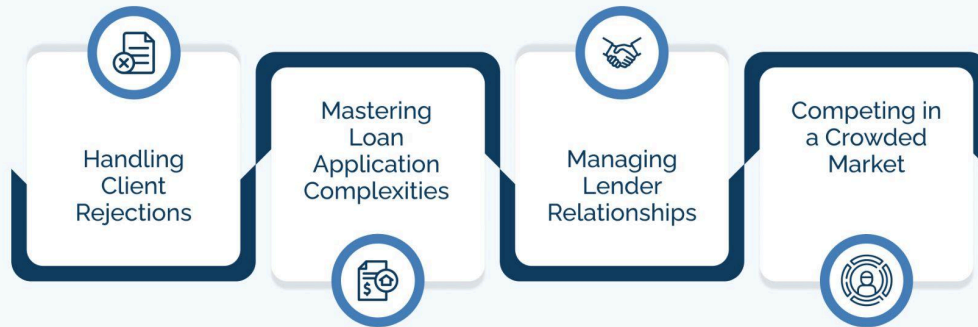 Handling
Client
Rejections
Mastering
Loan
Application
Complexities
Managing
Lender
Relationships
Competing in
a Crowded
Market
$